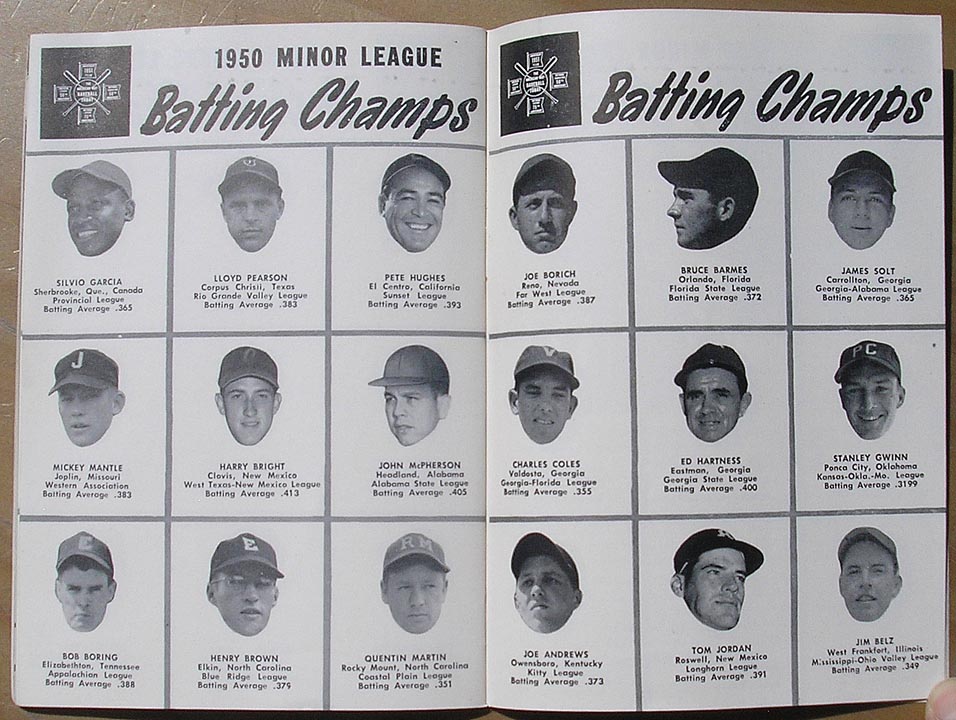 1950 MINOR LEAGUE
Batting Champs
SILVIO GARCIA
Sherbrooke, Que., Canada
Provincial League
Batting Average .365
LLOYD PEARSON
Corpus Christi, Texas
Rio Grande Valley League
Batting Average .383
PETE HUGHES
El Centro, California
Sunset League
Batting Average .393
J
MICKEY MANTLE
Joplin, Missouri
Western Association
Batting Average .383
HARRY BRIGHT
Clovis, New Mexico
West Texas-New Mexico League
Batting Average .413
JOHN McPHERSON
Headland, Alabama
Alabama State League
Batting Average .405
E
BOB BORING
Elizabethton, Tennessee
Appalachian League
Batting Average .388
E
HENRY BROWN
Elkin, North Carolina
Blue Ridge League
Batting Average .379
RM
QUENTIN MARTIN
Rocky Mount, North Carolina
Coastal Plain League
Batting Average .351
Batting Champs
JOE BORICH
Reno, Nevada
Far West League
Batting Average .387
BRUCE BARMES
Orlando, Florida
Florida State League
Batting Average .372
JAMES SOLT
Carrollton, Georgia
Georgia-Alabama League
Batting Average .365
V
CHARLES COLES
Valdosta, Georgia
Georgia-Florida League
Batting Average .355
ED HARTNESS
Eastman, Georgia
Georgia State League
Batting Average .400
PC
STANLEY GWINN
Ponca City, Oklahoma
Kansas-Okla.-Mo. League
Batting Average .3199
JOE ANDREWS
Owensboro, Kentucky
Kitty League
Batting Average .373
TOM JORDAN
Roswell, New Mexico
Longhorn League
Batting Average .391
JIM BELZ
West Frankfort, Illinois
Mississippi-Ohio Valley League
Batting Average .349